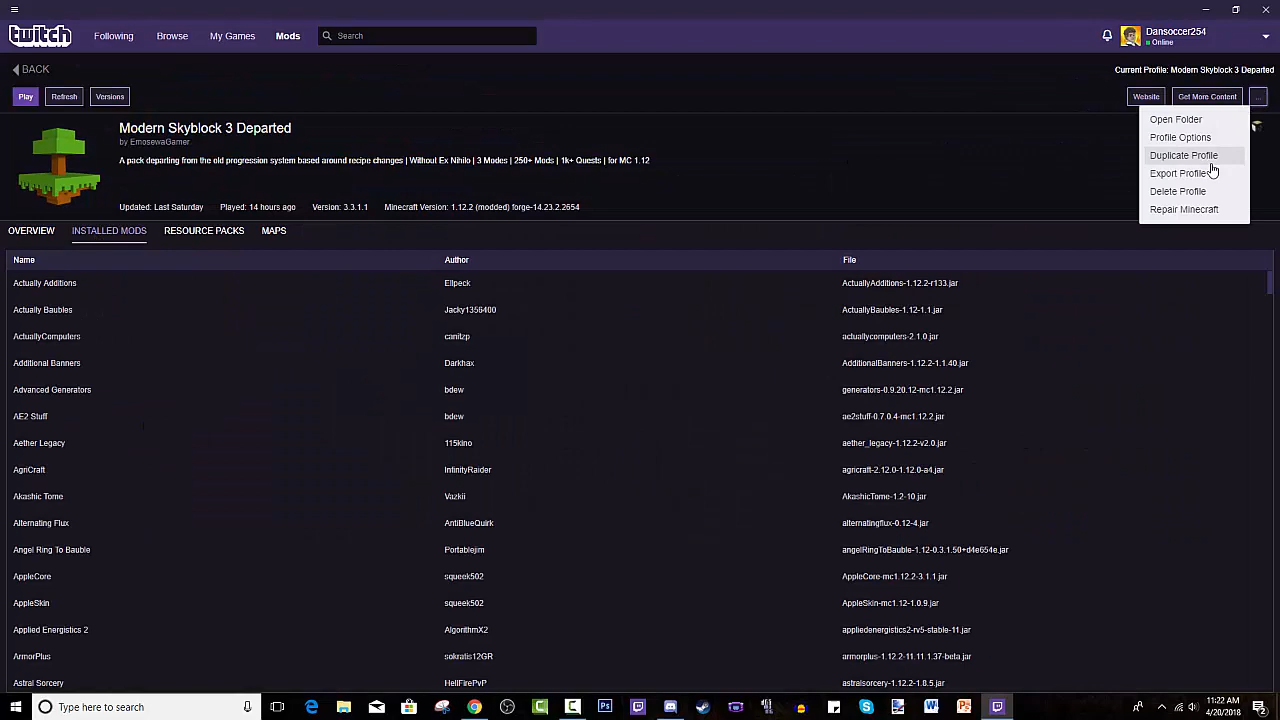 twitch Following Browse My Games Mods Search Dansoccer254
Online
BACK Current Profile: Modern Skyblock 3 Departed
Play Refresh Versions Website Get More Content ...
Open Folder
Profile Options
Duplicate Profile
Export Profile
Delete Profile
Repair Minecraft
Modern Skyblock 3 Departed
by EmosewaGamer
A pack departing from the old progression system based around recipe changes | Without Ex Nihilo | 3 Modes | 250+ Mods | 1k+ Quests | for MC 1.12
Updated: Last Saturday Played: 14 hours ago Version: 3.3.1.1 Minecraft Version: 1.12.2 (modded) forge-14.23.2.2654
OVERVIEW INSTALLED MODS RESOURCE PACKS MAPS
Name Author File
Actually Additions Ellpeck ActuallyAdditions-1.12.2-r133.jar
Actually Baubles Jacky1356400 ActuallyBaubles-1.12-1.1.jar
ActuallyComputers canitzp actuallycomputers-2.1.0.jar
Additional Banners Darkhax AdditionalBanners-1.12.2-1.1.40.jar
Advanced Generators bdew generators-0.9.20.12-mc1.12.2.jar
AE2 Stuff bdew ae2stuff-0.7.0.4-mc1.12.2.jar
Aether Legacy 115kino aether_legacy-1.12.2-v2.0.jar
AgriCraft InfinityRaider agricraft-2.12.0-1.12.0-a4.jar
Akashic Tome Vazkii AkashicTome-1.2-10.jar
Alternating Flux AntiBlueQuirk alternatingflux-0.12-4.jar
Angel Ring To Bauble Portablejim angelRingToBauble-1.12-0.3.1.50+d4e654e.jar
AppleCore squeek502 AppleCore-mc1.12.2-3.1.1.jar
AppleSkin squeek502 AppleSkin-mc1.12-1.0.9.jar
Applied Energistics 2 AlgorithmX2 appliedenergistics2-rv5-stable-11.jar
ArmorPlus sokratis12GR armorplus-1.12.2-11.11.1.37-beta.jar
Astral Sorcery HellFirePvP astralsorcery-1.12.2-1.8.5.jar
Type here to search 11:22 AM
4/20/2018